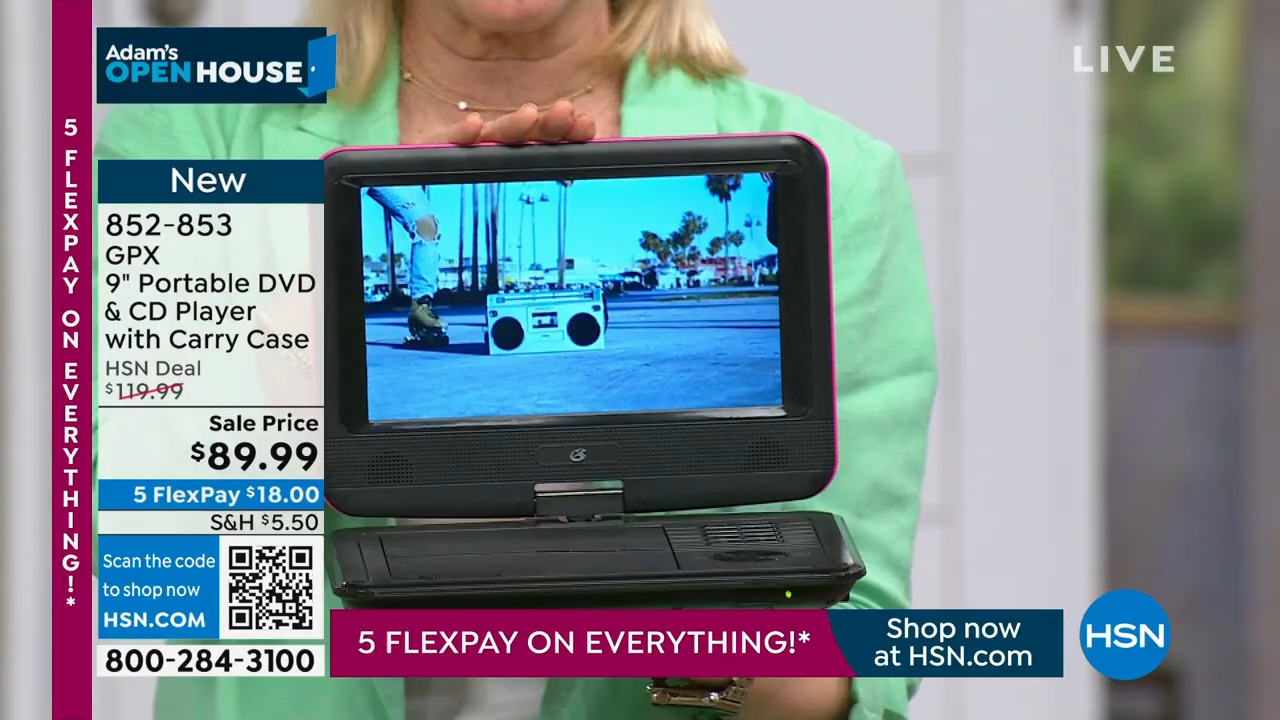 Adam's
OPEN HOUSE
LIVE
5 FLEXPAY ON EVERYTHING!*
New
852-853
GPX
9" Portable DVD
& CD Player
with Carry Case
HSN Deal
$119.99
Sale Price
$89.99
5 FlexPay $18.00
S&H $5.50
Scan the code
to shop now
HSN.COM
800-284-3100
5 FLEXPAY ON EVERYTHING!*
Shop now
at HSN.com
HSN